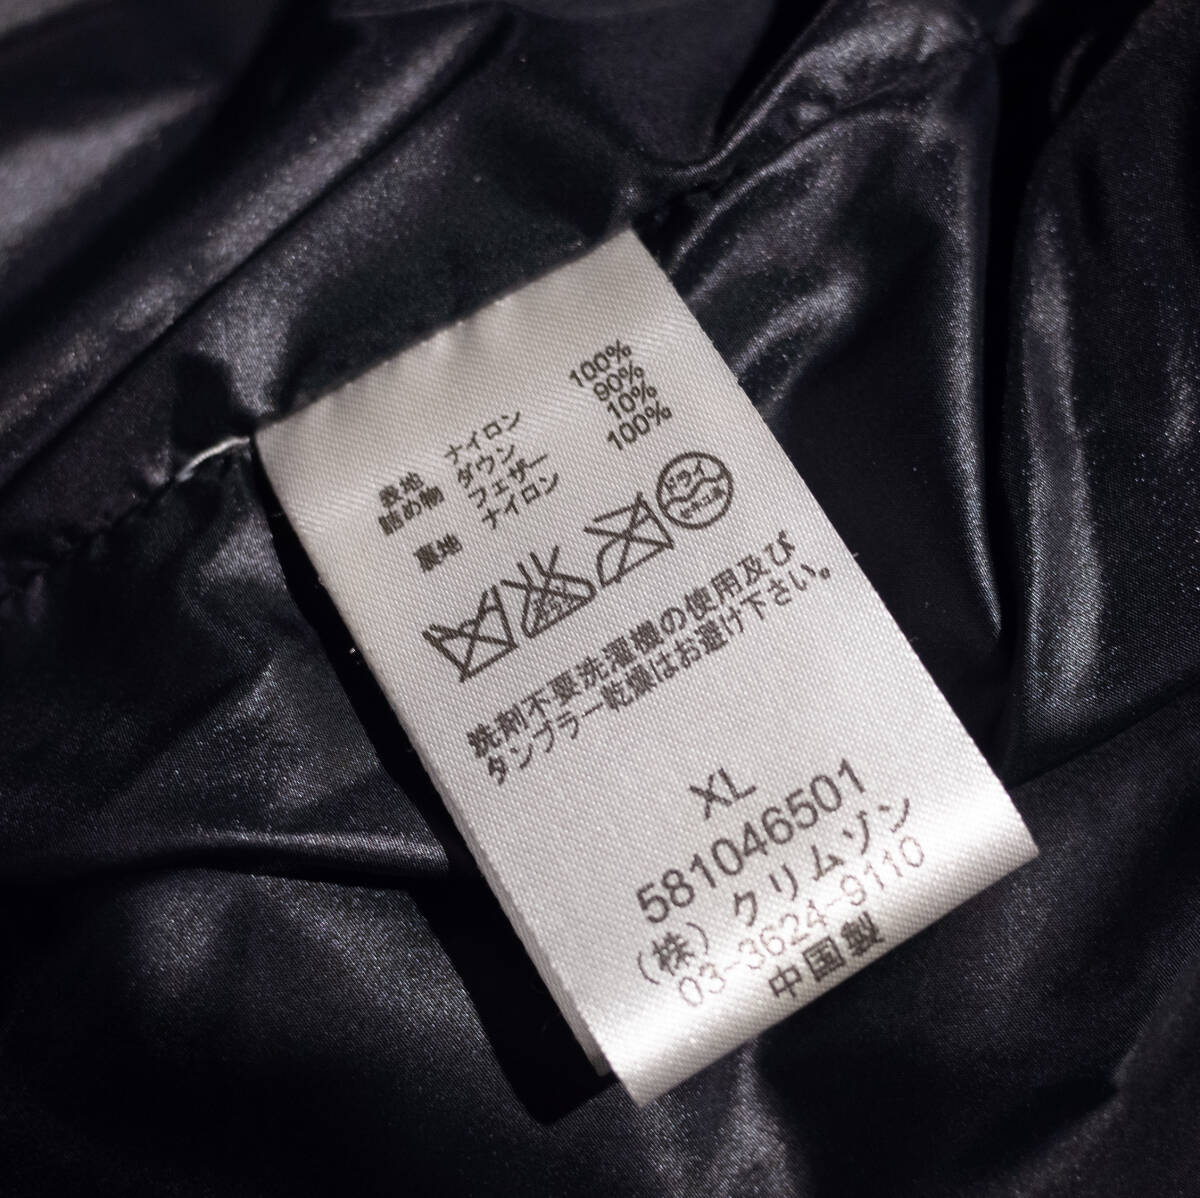 表地 ナイロン 100%
詰め物 ダウン 90%
フェザー 10%
裏地 ナイロン 100%
ドライ
洗剤不要洗濯機の使用及び
タンブラー乾燥はお避け下さい。
XL
581046501
(株) クリムゾン
03-3624-9110
中国製